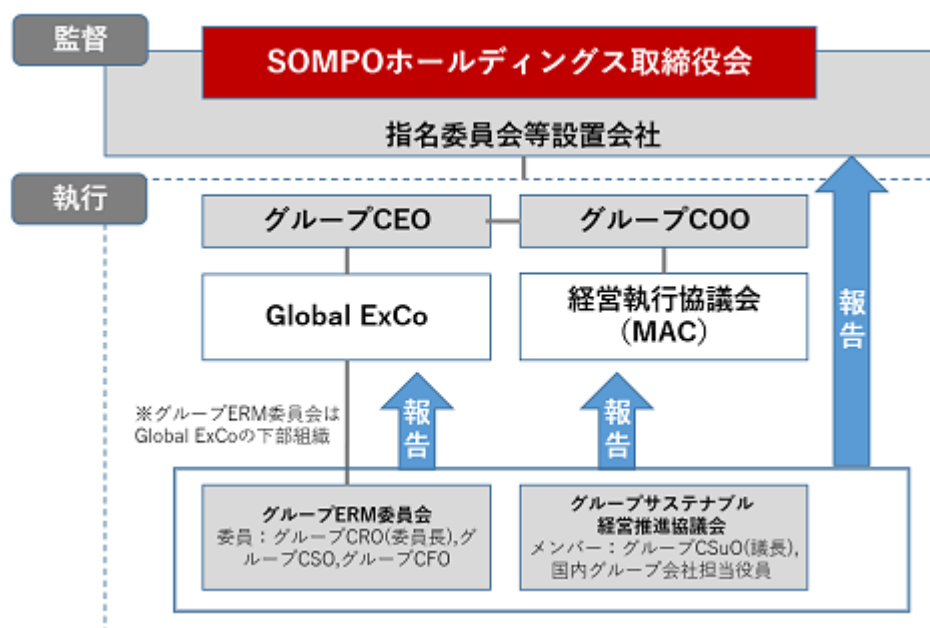 監督
SOMPOホールディングス取締役会
指名委員会等設置会社
執行
グループCEO
グループCOO
Global ExCo
経営執行協議会
（MAC）
報告
※グループERM委員会は
Global ExCoの下部組織
報告
報告
グループERM委員会
委員：グループCRO(委員長),グ
ループCSO,グループCFO
グループサステナブル
経営推進協議会
メンバー：グループCSuO(議長),
国内グループ会社担当役員